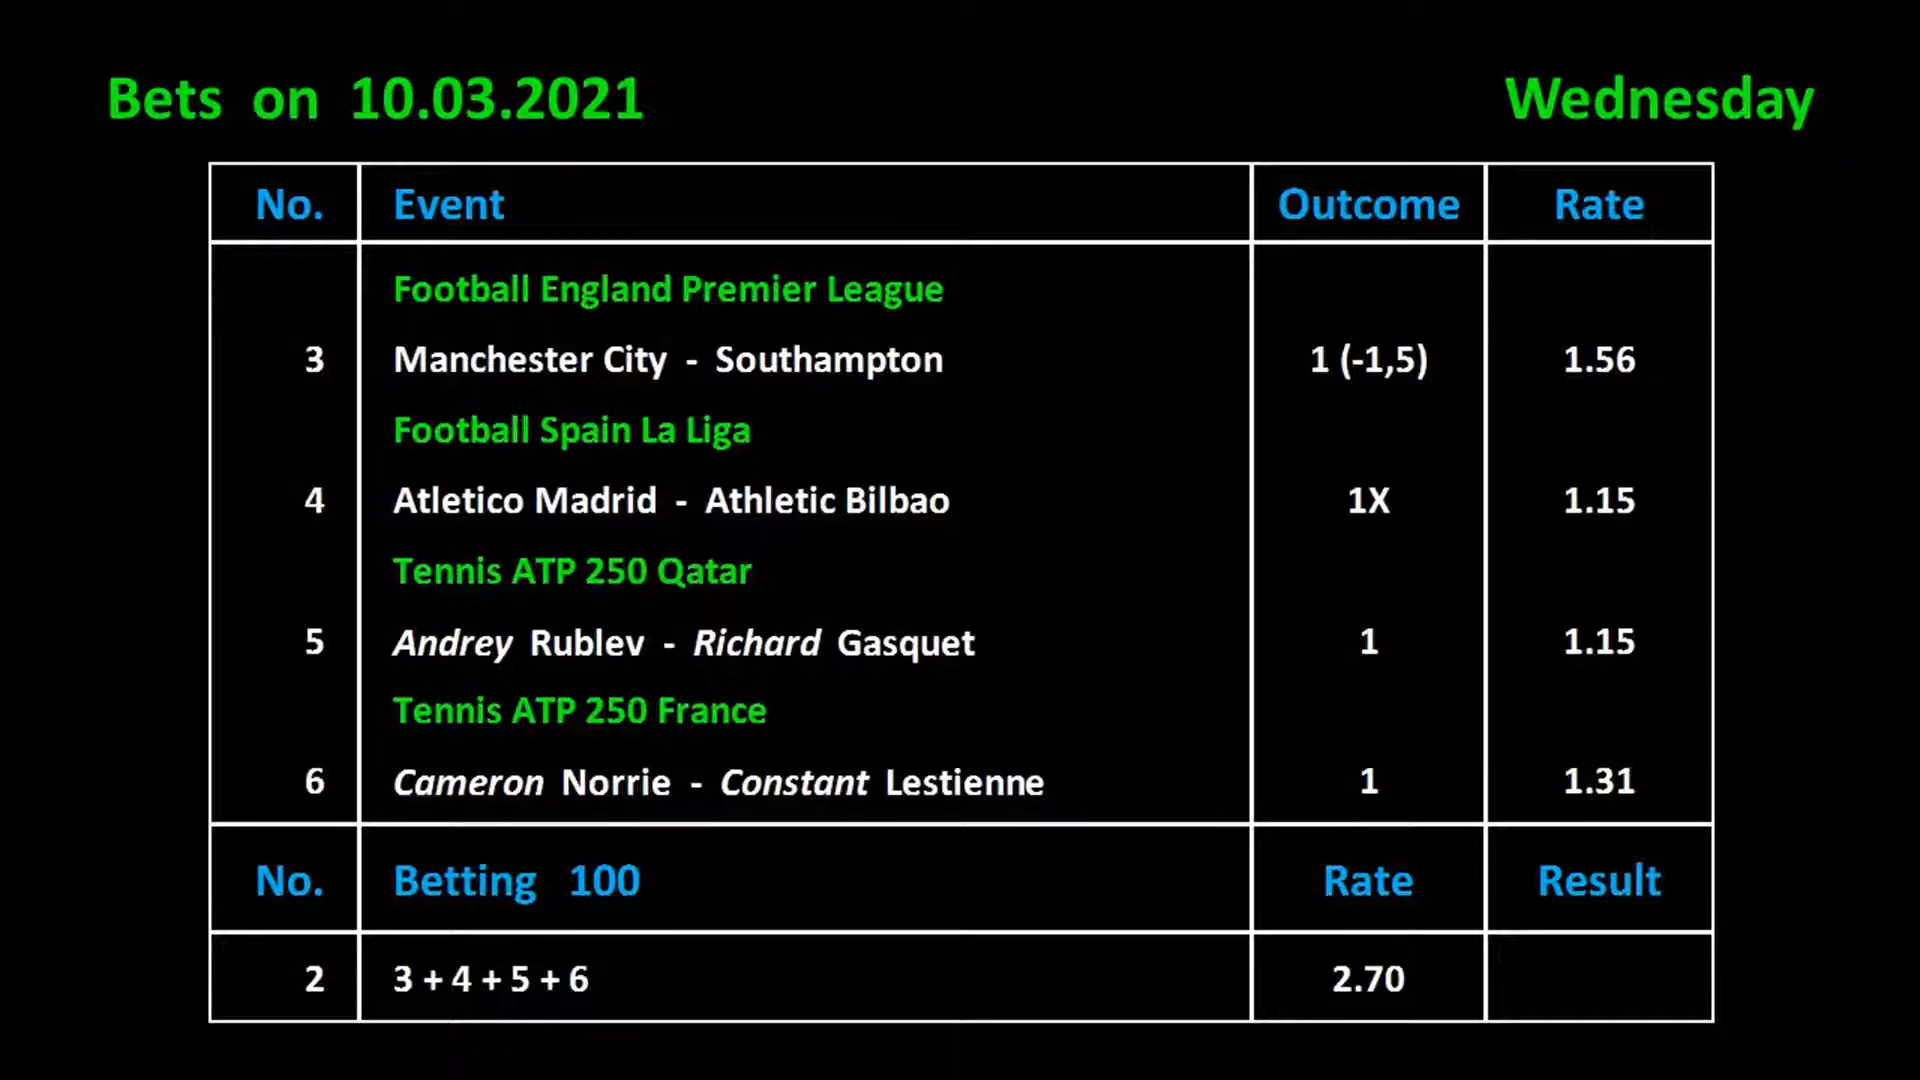 Bets on 10.03.2021 Wednesday
No. Event Outcome Rate
Football England Premier League
3 Manchester City - Southampton 1 (-1,5) 1.56
Football Spain La Liga
4 Atletico Madrid - Athletic Bilbao 1X 1.15
Tennis ATP 250 Qatar
5 Andrey Rublev - Richard Gasquet 1 1.15
Tennis ATP 250 France
6 Cameron Norrie - Constant Lestienne 1 1.31
No. Betting 100 Rate Result
2 3 + 4 + 5 + 6 2.70